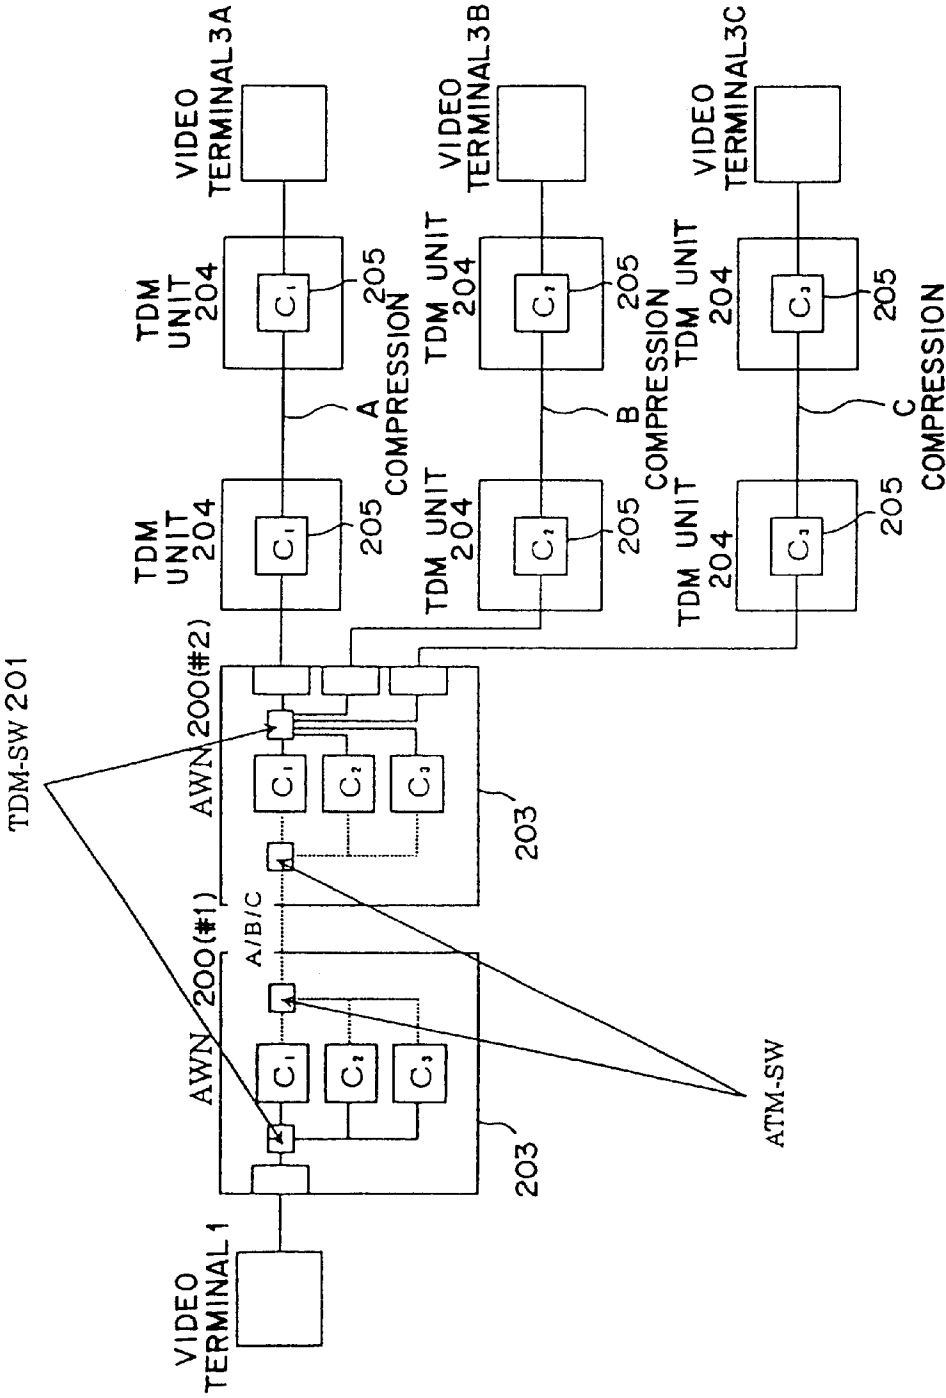 TDM-SW 201
VIDEO
TERMINAL 1
AWN 200(#1)
C1
C2
C3
203
A/B/C
ATM-SW
AWN 200(#2)
C1
C2
C3
203
TDM
UNIT
204
C1
205
A
COMPRESSION
TDM
UNIT
204
C1
205
VIDEO
TERMINAL3A
TDM UNIT
204
C2
205
B
COMPRESSION
TDM UNIT
204
C2
205
VIDEO
TERMINAL3B
TDM UNIT
204
C3
205
C
COMPRESSION
TDM UNIT
204
C3
205
VIDEO
TERMINAL3C